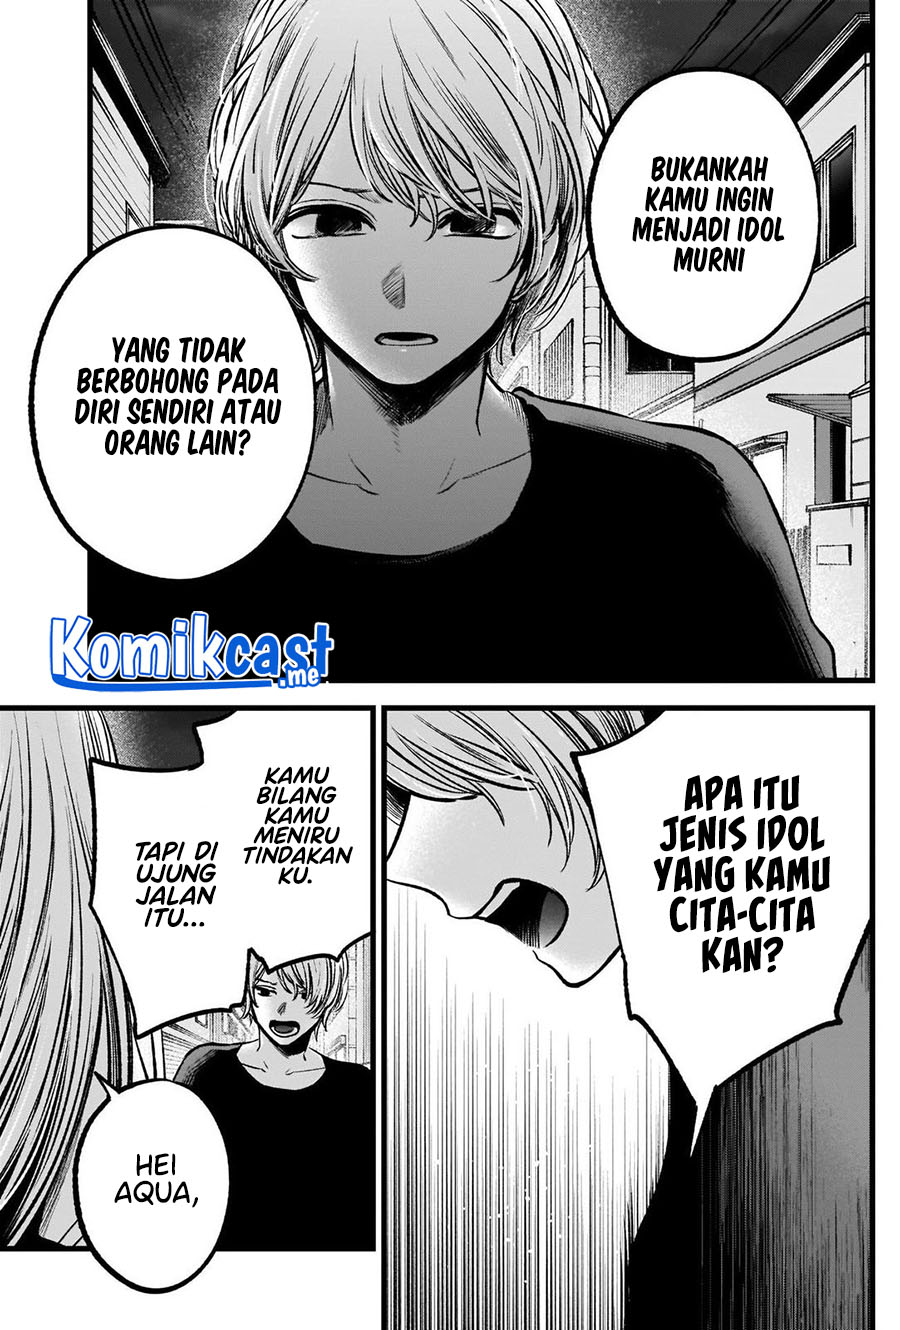 BUKANKAH
KAMU INGIN
MENJADI IDOL
MURNI
YANG TIDAK
BERBOHONG PADA
DIRI SENDIRI ATAU
ORANG LAIN?
Komikcast
.me
APA ITU
JENIS IDOL
YANG KAMU
CITA-CITA
KAN?
KAMU
BILANG
KAMU
MENIRU
TINDAKAN
KU.
TAPI DI
UJUNG
JALAN
ITU...
HEI
AQUA,